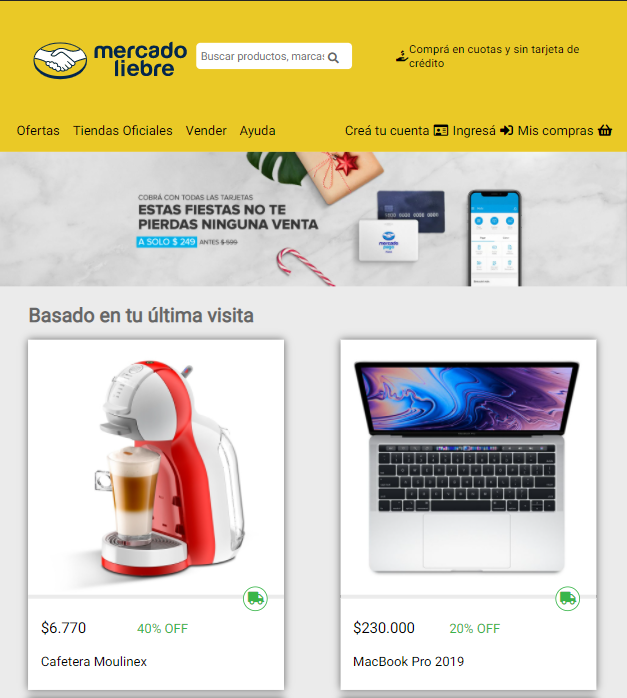 mercado
liebre
Buscar productos, marcas
Comprá en cuotas y sin tarjeta de
crédito
Ofertas Tiendas Oficiales Vender Ayuda
Creá tu cuenta Ingresá Mis compras
COBRÁ CON TODAS LAS TARJETAS
ESTAS FIESTAS NO TE
PIERDAS NINGUNA VENTA
A SOLO $ 249 ANTES $ 599
mercado
pago
Basado en tu última visita
$6.770 40% OFF
Cafetera Moulinex
$230.000 20% OFF
MacBook Pro 2019